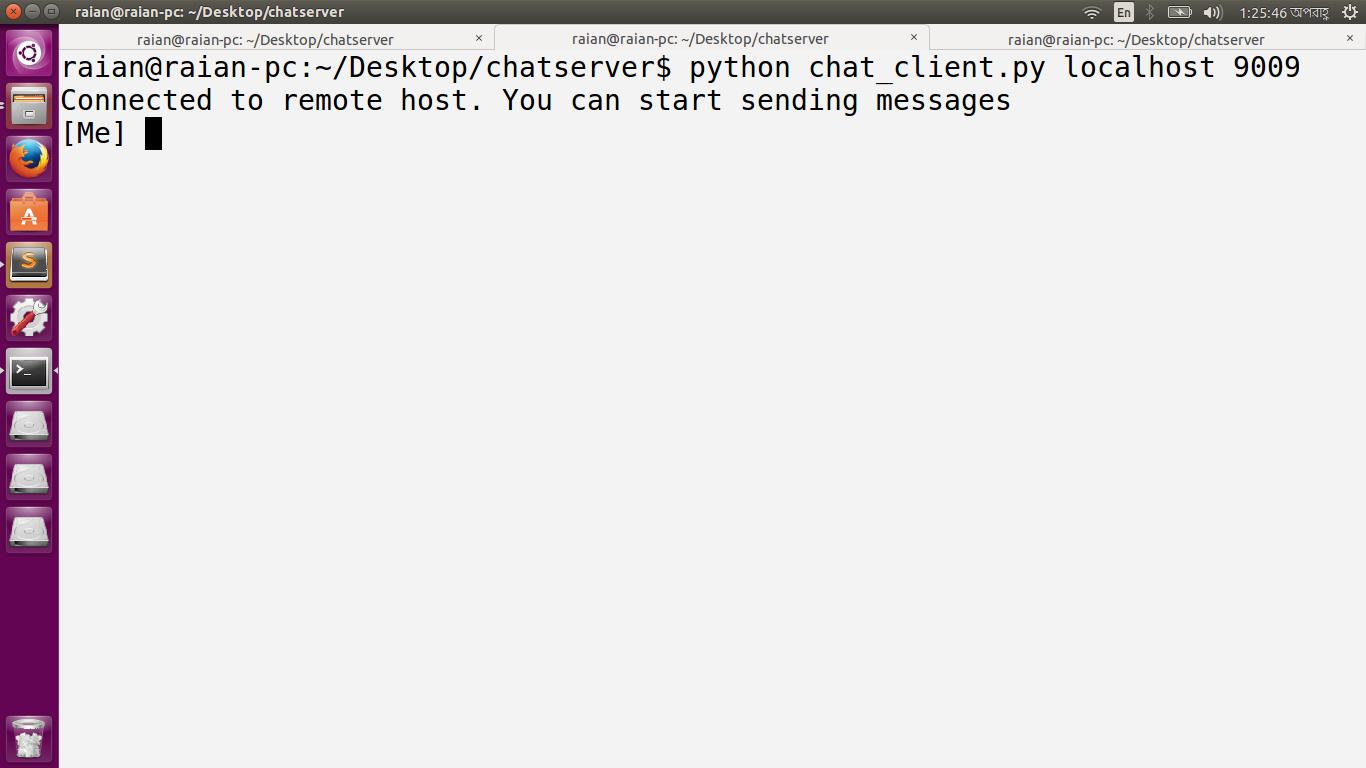 raian@raian-pc: ~/Desktop/chatserver
En
1:25:46 অপরাহ্ণ
raian@raian-pc: ~/Desktop/chatserver ×
raian@raian-pc: ~/Desktop/chatserver ×
raian@raian-pc: ~/Desktop/chatserver ×
raian@raian-pc:~/Desktop/chatserver$ python chat_client.py localhost 9009
Connected to remote host. You can start sending messages
[Me]